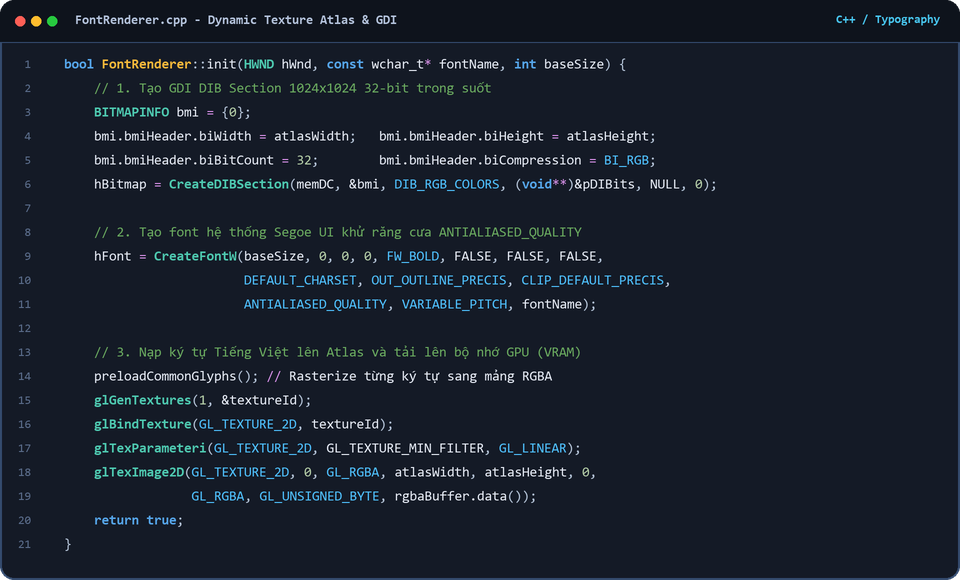 FontRenderer.cpp - Dynamic Texture Atlas & GDI
C++ / Typography
1 bool FontRenderer::init(HWND hWnd, const wchar_t* fontName, int baseSize) {
2 // 1. Tạo GDI DIB Section 1024x1024 32-bit trong suốt
3 BITMAPINFO bmi = {0};
4 bmi.bmiHeader.biWidth = atlasWidth; bmi.bmiHeader.biHeight = atlasHeight;
5 bmi.bmiHeader.biBitCount = 32; bmi.bmiHeader.biCompression = BI_RGB;
6 hBitmap = CreateDIBSection(memDC, &bmi, DIB_RGB_COLORS, (void**)&pDIBits, NULL, 0);
7
8 // 2. Tạo font hệ thống Segoe UI khử răng cưa ANTIALIASED_QUALITY
9 hFont = CreateFontW(baseSize, 0, 0, 0, FW_BOLD, FALSE, FALSE, FALSE,
10 DEFAULT_CHARSET, OUT_OUTLINE_PRECIS, CLIP_DEFAULT_PRECIS,
11 ANTIALIASED_QUALITY, VARIABLE_PITCH, fontName);
12
13 // 3. Nạp ký tự Tiếng Việt lên Atlas và tải lên bộ nhớ GPU (VRAM)
14 preloadCommonGlyphs(); // Rasterize từng ký tự sang mảng RGBA
15 glGenTextures(1, &textureId);
16 glBindTexture(GL_TEXTURE_2D, textureId);
17 glTexParameteri(GL_TEXTURE_2D, GL_TEXTURE_MIN_FILTER, GL_LINEAR);
18 glTexImage2D(GL_TEXTURE_2D, 0, GL_RGBA, atlasWidth, atlasHeight, 0,
19 GL_RGBA, GL_UNSIGNED_BYTE, rgbaBuffer.data());
20 return true;
21 }